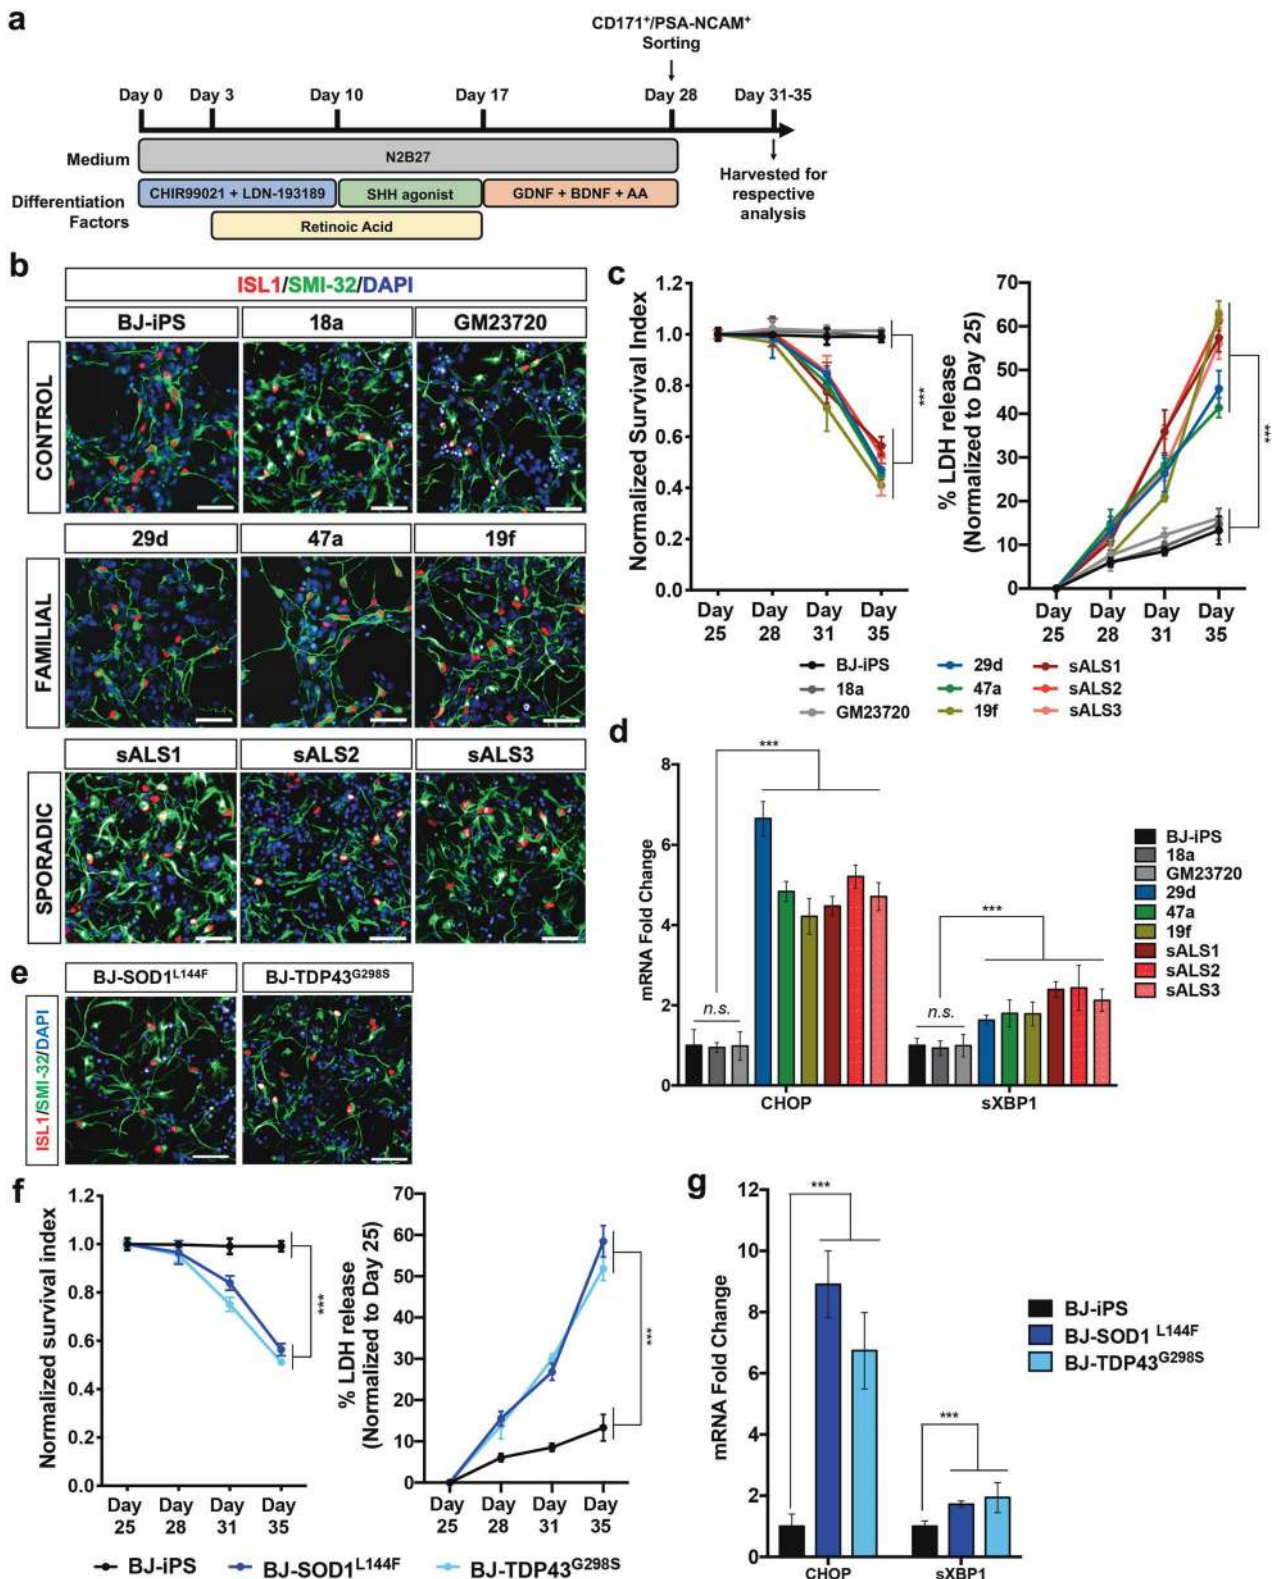 a
CD171⁺/PSA-NCAM⁺
Sorting
Day 0 Day 3 Day 10 Day 17 Day 28 Day 31-35
Medium
N2B27
Differentiation
Factors
CHIR99021 + LDN-193189
SHH agonist
GDNF + BDNF + AA
Retinoic Acid
Harvested for
respective
analysis
b
ISL1/SMI-32/DAPI
BJ-iPS 18a GM23720
CONTROL
29d 47a 19f
FAMILIAL
sALS1 sALS2 sALS3
SPORADIC
c
Normalized Survival Index
1.2
1.0
0.8
0.6
0.4
0.2
0.0
Day 25
Day 28
Day 31
Day 35
***
% LDH release
(Normalized to Day 25)
70
60
50
40
30
20
10
0
Day 25
Day 28
Day 31
Day 35
***
BJ-iPS
18a
GM23720
29d
47a
19f
sALS1
sALS2
sALS3
d
mRNA Fold Change
8
6
4
2
0
***
n.s.
***
n.s.
CHOP
sXBP1
BJ-iPS
18a
GM23720
29d
47a
19f
sALS1
sALS2
sALS3
e
BJ-SOD1ᴸ¹⁴⁴ᶠ BJ-TDP43ᴳ²⁹⁸ˢ
ISL1/SMI-32/DAPI
f
Normalized survival index
1.2
1.0
0.8
0.6
0.4
0.2
0.0
Day 25
Day 28
Day 31
Day 35
***
% LDH release
(Normalized to Day 25)
70
60
50
40
30
20
10
0
Day 25
Day 28
Day 31
Day 35
***
BJ-iPS BJ-SOD1ᴸ¹⁴⁴ᶠ BJ-TDP43ᴳ²⁹⁸ˢ
g
mRNA Fold Change
12
10
8
6
4
2
0
***
***
CHOP
sXBP1
BJ-iPS
BJ-SOD1 ᴸ¹⁴⁴ᶠ
BJ-TDP43ᴳ²⁹⁸ˢ